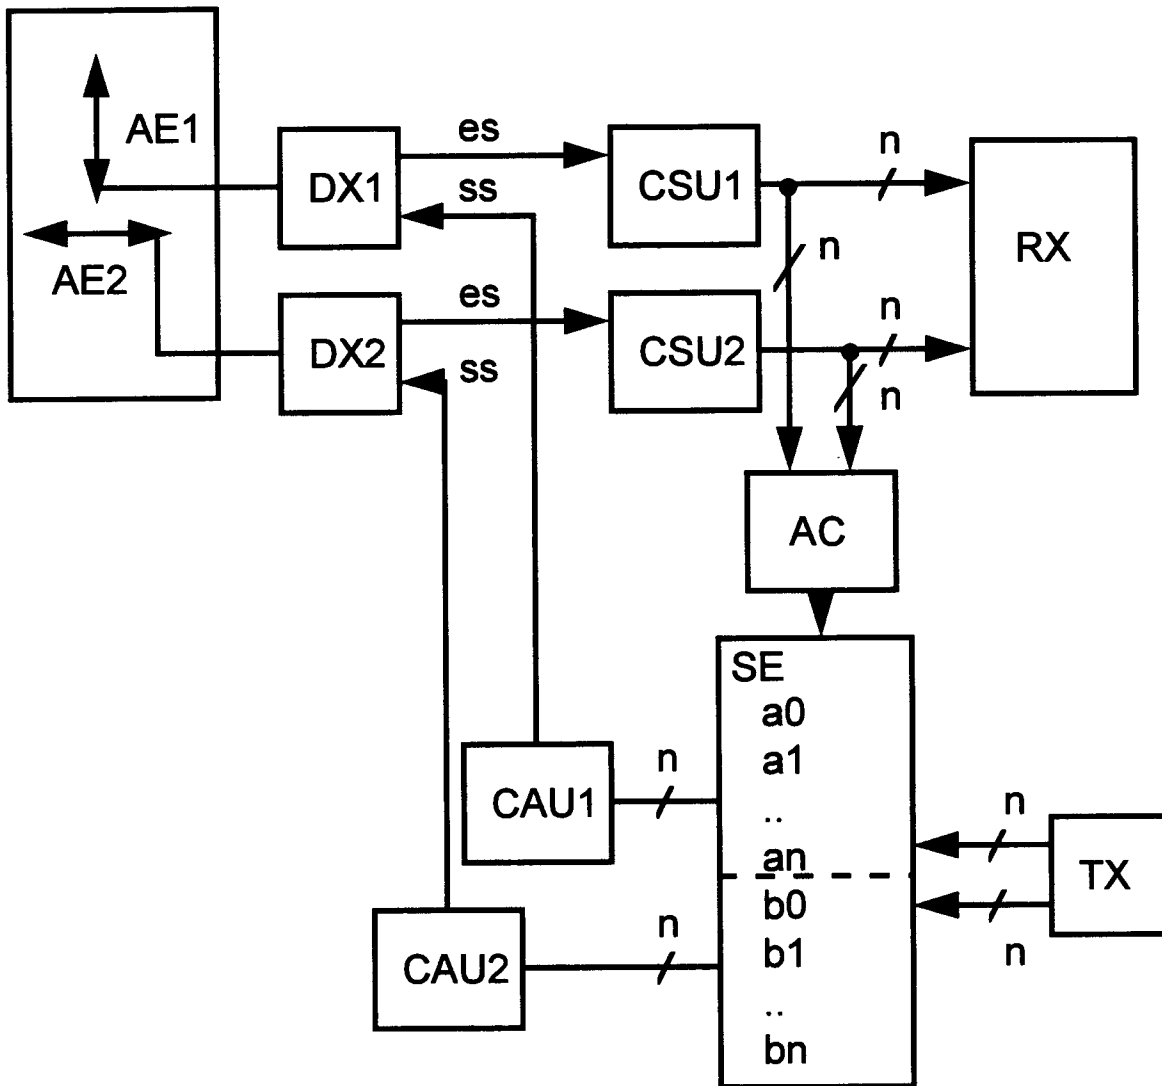 AE1
AE2
DX1
es
ss
CSU1
n
n
RX
DX2
es
ss
CSU2
n
n
AC
SE
a0
a1
..
an
b0
b1
..
bn
CAU1
n
CAU2
n
n
n
TX